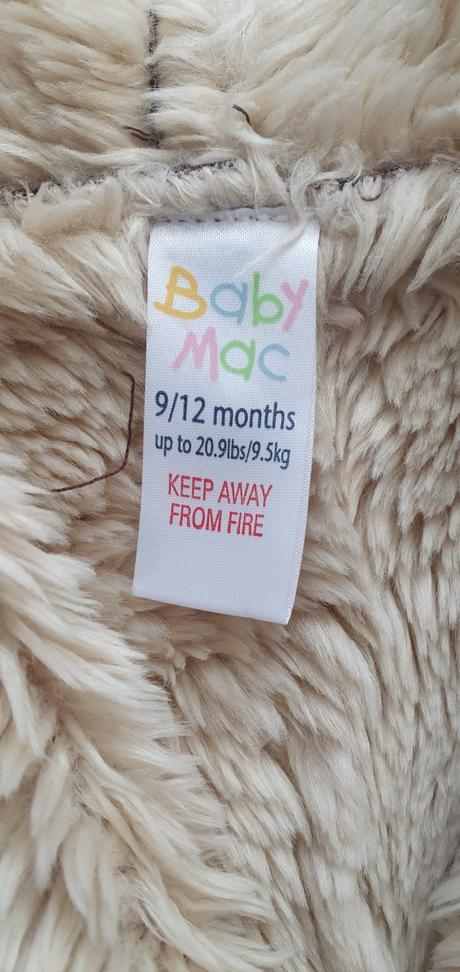 Baby
Mac
9/12 months
up to 20.9lbs/9.5kg
KEEP AWAY
FROM FIRE